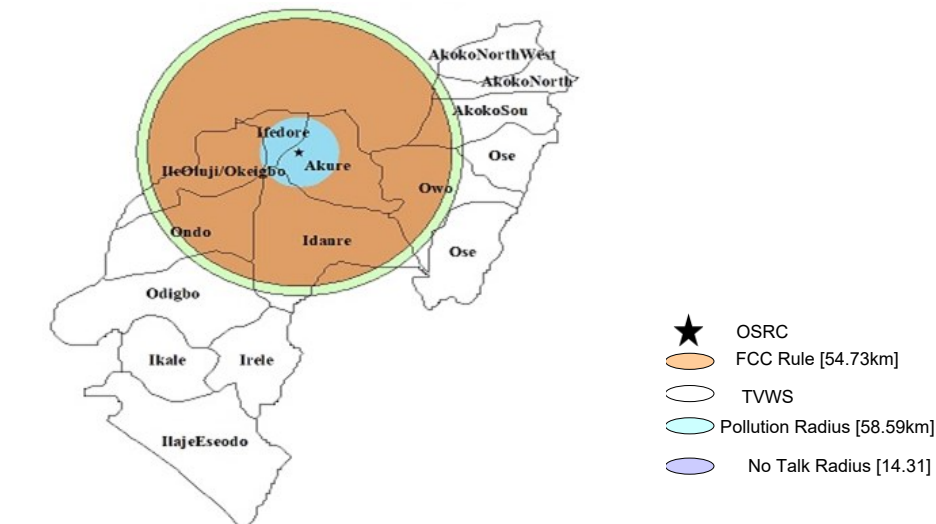 AkokoNorthWest
AkokoNorth
AkokoSou
Ifedore
Ose
Akure
IleOluji/Okeigbo
Owo
Ondo
Idanre
Ose
Odigbo
Ikale
Irele
IlajeEseodo
OSRC
FCC Rule [54.73km]
TVWS
Pollution Radius [58.59km]
No Talk Radius [14.31]